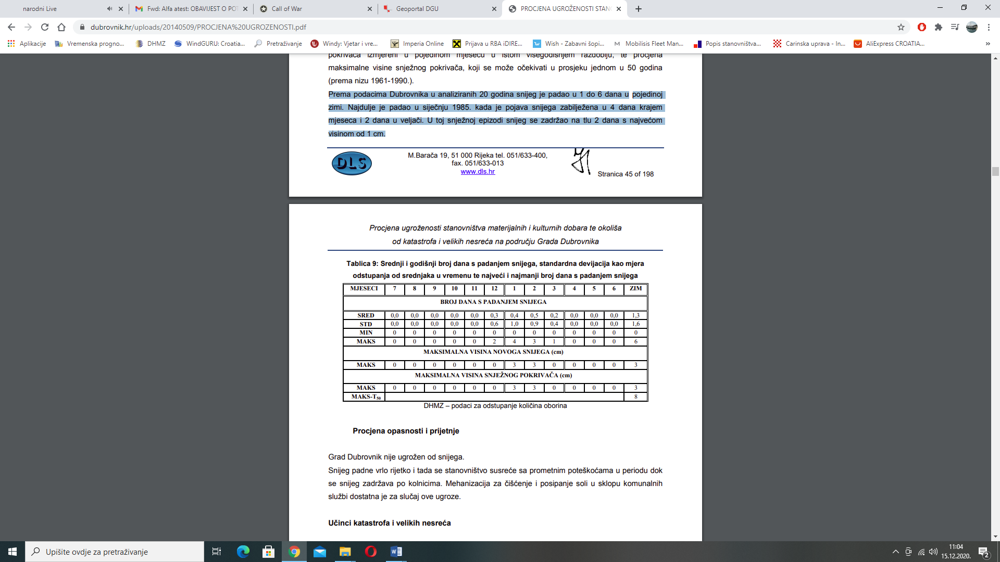 narodni Live
Fwd: Alfa atest: OBAVIJEST O POT
Call of War
Geoportal DGU
PROCJENA UGROŽENOSTI STAN
dubrovnik.hr/uploads/20140509/PROCJENA%20UGROZENOSTI.pdf
Aplikacije
Vremenska progno...
DHMZ
WindGURU: Croatia...
Pretraživanje
Windy: Vjetar i vre...
Imperia Online
Prijava u RBA iDIRE...
Wish - Zabavni šopi...
Mobilisis Fleet Man...
Popis stanovništva...
Carinska uprava - In...
AliExpress CROATIA...
»
pokrivača izmjereni u pojedinom mjesecu u istom višegodišnjem razdoblju, te procjena
maksimalne visine snježnog pokrivača, koji se može očekivati u prosjeku jednom u 50 godina
(prema nizu 1961-1990.).
Prema podacima Dubrovnika u analiziranih 20 godina snijeg je padao u 1 do 6 dana u pojedinoj
zimi. Najdulje je padao u siječnju 1985. kada je pojava snijega zabilježena u 4 dana krajem
mjeseca i 2 dana u veljači. U toj snježnoj epizodi snijeg se zadržao na tlu 2 dana s najvećom
visinom od 1 cm.
DLS
M.Barača 19, 51 000 Rijeka tel. 051/633-400,
fax. 051/633-013
www.dls.hr
Stranica 45 of 198
Procjena ugroženosti stanovništva materijalnih i kulturnih dobara te okoliša
od katastrofa i velikih nesreća na području Grada Dubrovnika
Tablica 9: Srednji i godišnji broj dana s padanjem snijega, standardna devijacija kao mjera
odstupanja od srednjaka u vremenu te najveći i najmanji broj dana s padanjem snijega
MJESECI 7 8 9 10 11 12 1 2 3 4 5 6 ZIM
BROJ DANA S PADANJEM SNIJEGA
SRED 0,0 0,0 0,0 0,0 0,0 0,3 0,4 0,5 0,2 0,0 0,0 0,0 1,3
STD 0,0 0,0 0,0 0,0 0,0 0,6 1,0 0,9 0,4 0,0 0,0 0,0 1,6
MIN 0 0 0 0 0 0 0 0 0 0 0 0 0
MAKS 0 0 0 0 0 2 4 3 1 0 0 0 6
MAKSIMALNA VISINA NOVOGA SNIJEGA (cm)
MAKS 0 0 0 0 0 0 3 3 0 0 0 0 3
MAKSIMALNA VISINA SNJEŽNOG POKRIVAČA (cm)
MAKS 0 0 0 0 0 0 3 3 0 0 0 0 3
MAKS-T50 8
DHMZ – podaci za odstupanje količina oborina
Procjena opasnosti i prijetnje
Grad Dubrovnik nije ugrožen od snijega.
Snijeg padne vrlo rijetko i tada se stanovništvo susreće sa prometnim poteškoćama u periodu dok
se snijeg zadržava po kolnicima. Mehanizacija za čišćenje i posipanje soli u sklopu komunalnih
službi dostatna je za slučaj ove ugroze.
Učinci katastrofa i velikih nesreća
Upišite ovdje za pretraživanje
11:04
15.12.2020.
2